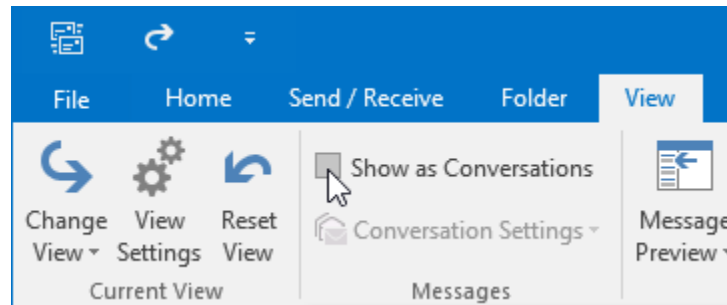 File Home Send / Receive Folder View
Show as Conversations
Change View Reset Message
View Settings View Conversation Settings Preview
Current View Messages